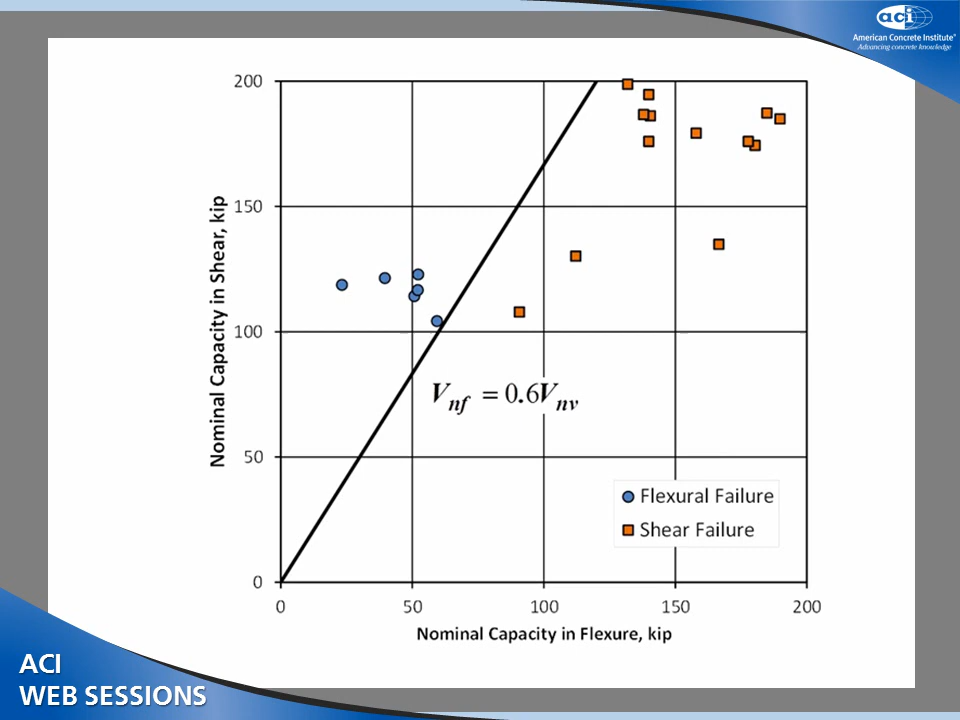 aci
American Concrete Institute®
Advancing concrete knowledge
200
150
100
50
0
Nominal Capacity in Shear, kip
Vnf = 0.6Vnv
Flexural Failure
Shear Failure
0 50 100 150 200
Nominal Capacity in Flexure, kip
ACI
WEB SESSIONS